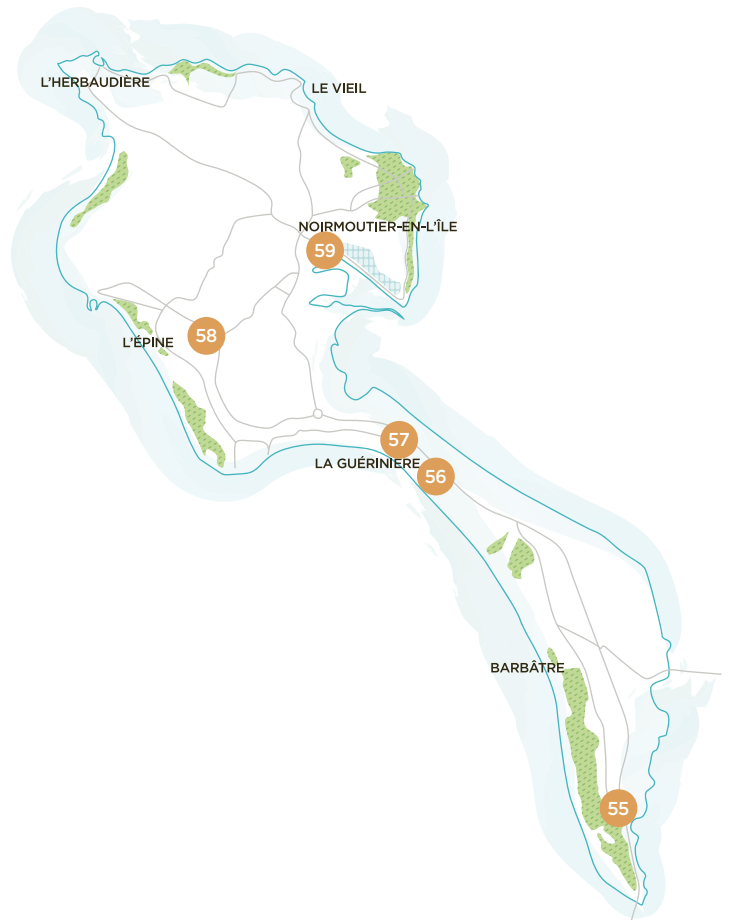 L'HERBAUDIÈRE
LE VIEIL
NOIRMOUTIER-EN-L'ÎLE
59
58
L'ÉPINE
57
LA GUÉRINIÈRE
56
BARBÂTRE
55